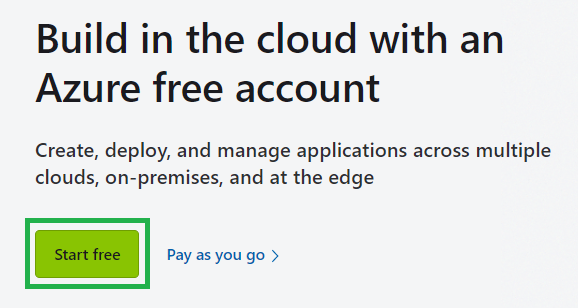 Build in the cloud with an
Azure free account
Create, deploy, and manage applications across multiple
clouds, on-premises, and at the edge
Start free
Pay as you go >